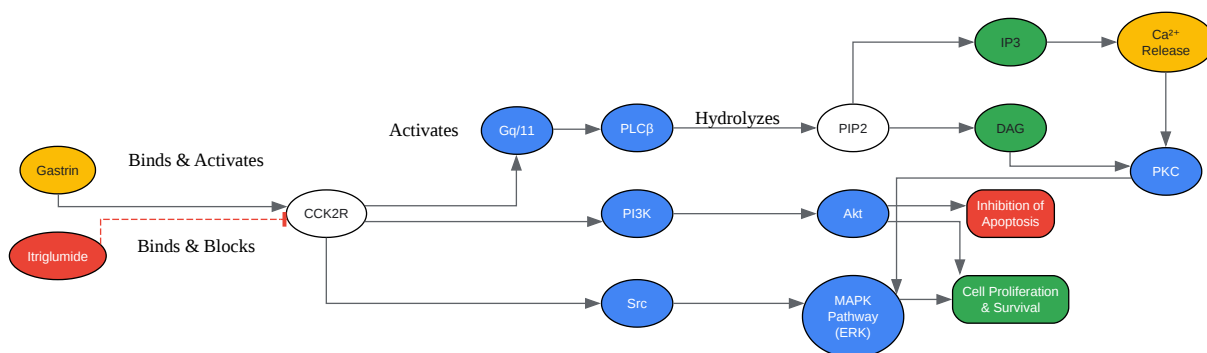 IP3
Ca²⁺
Release
Activates
Gq/11
PLCβ
Hydrolyzes
PIP2
DAG
Binds & Activates
Gastrin
PKC
CCK2R
PI3K
Akt
Inhibition of
Apoptosis
Binds & Blocks
Itriglumide
Src
MAPK
Pathway
(ERK)
Cell Proliferation
& Survival